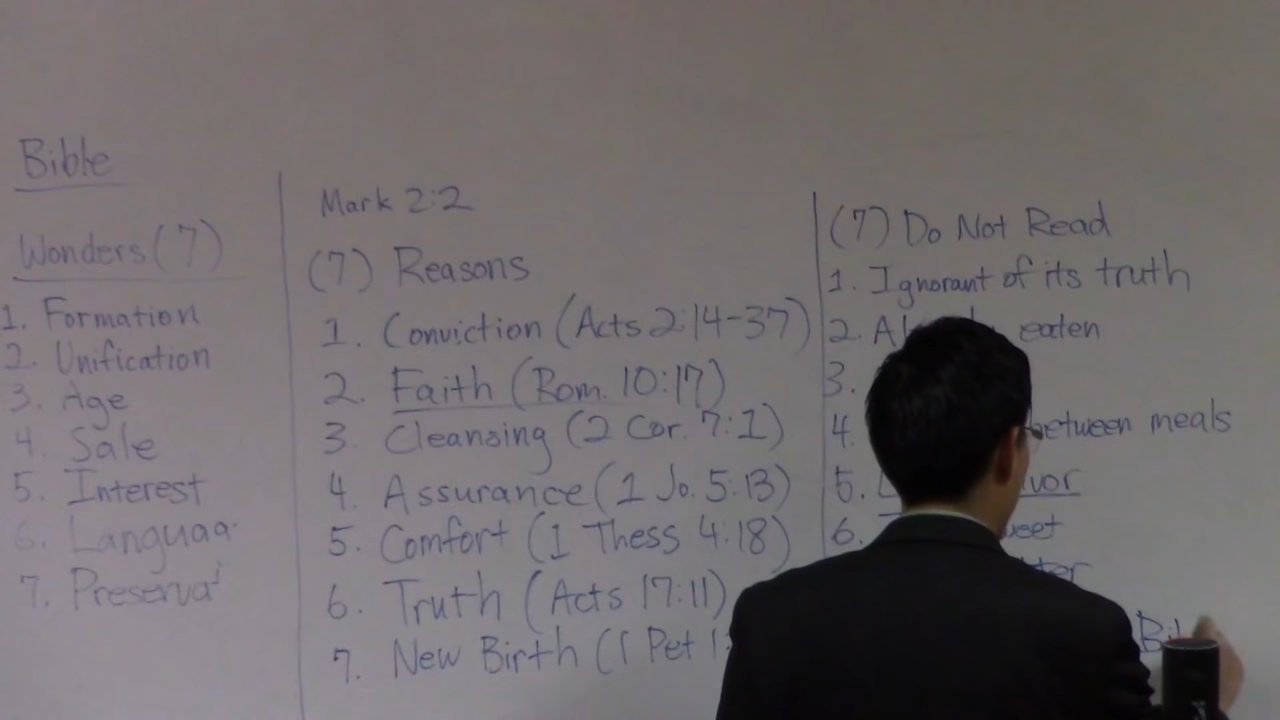 Bible
Wonders (7)
1. Formation
2. Unification
3. Age
4. Sale
5. Interest
6. Languag
7. Preserva
Mark 2:2
(7) Reasons
1. Conviction (Acts 2:14-37)
2. Faith (Rom. 10:17)
3. Cleansing (2 Cor. 7:1)
4. Assurance (1 Jo. 5:13)
5. Comfort (1 Thess 4:18)
6. Truth (Acts 17:11)
7. New Birth (1 Pet 1:
(7) Do Not Read
1. Ignorant of its truth
2. eaten
3.
4. between meals
5.
6.